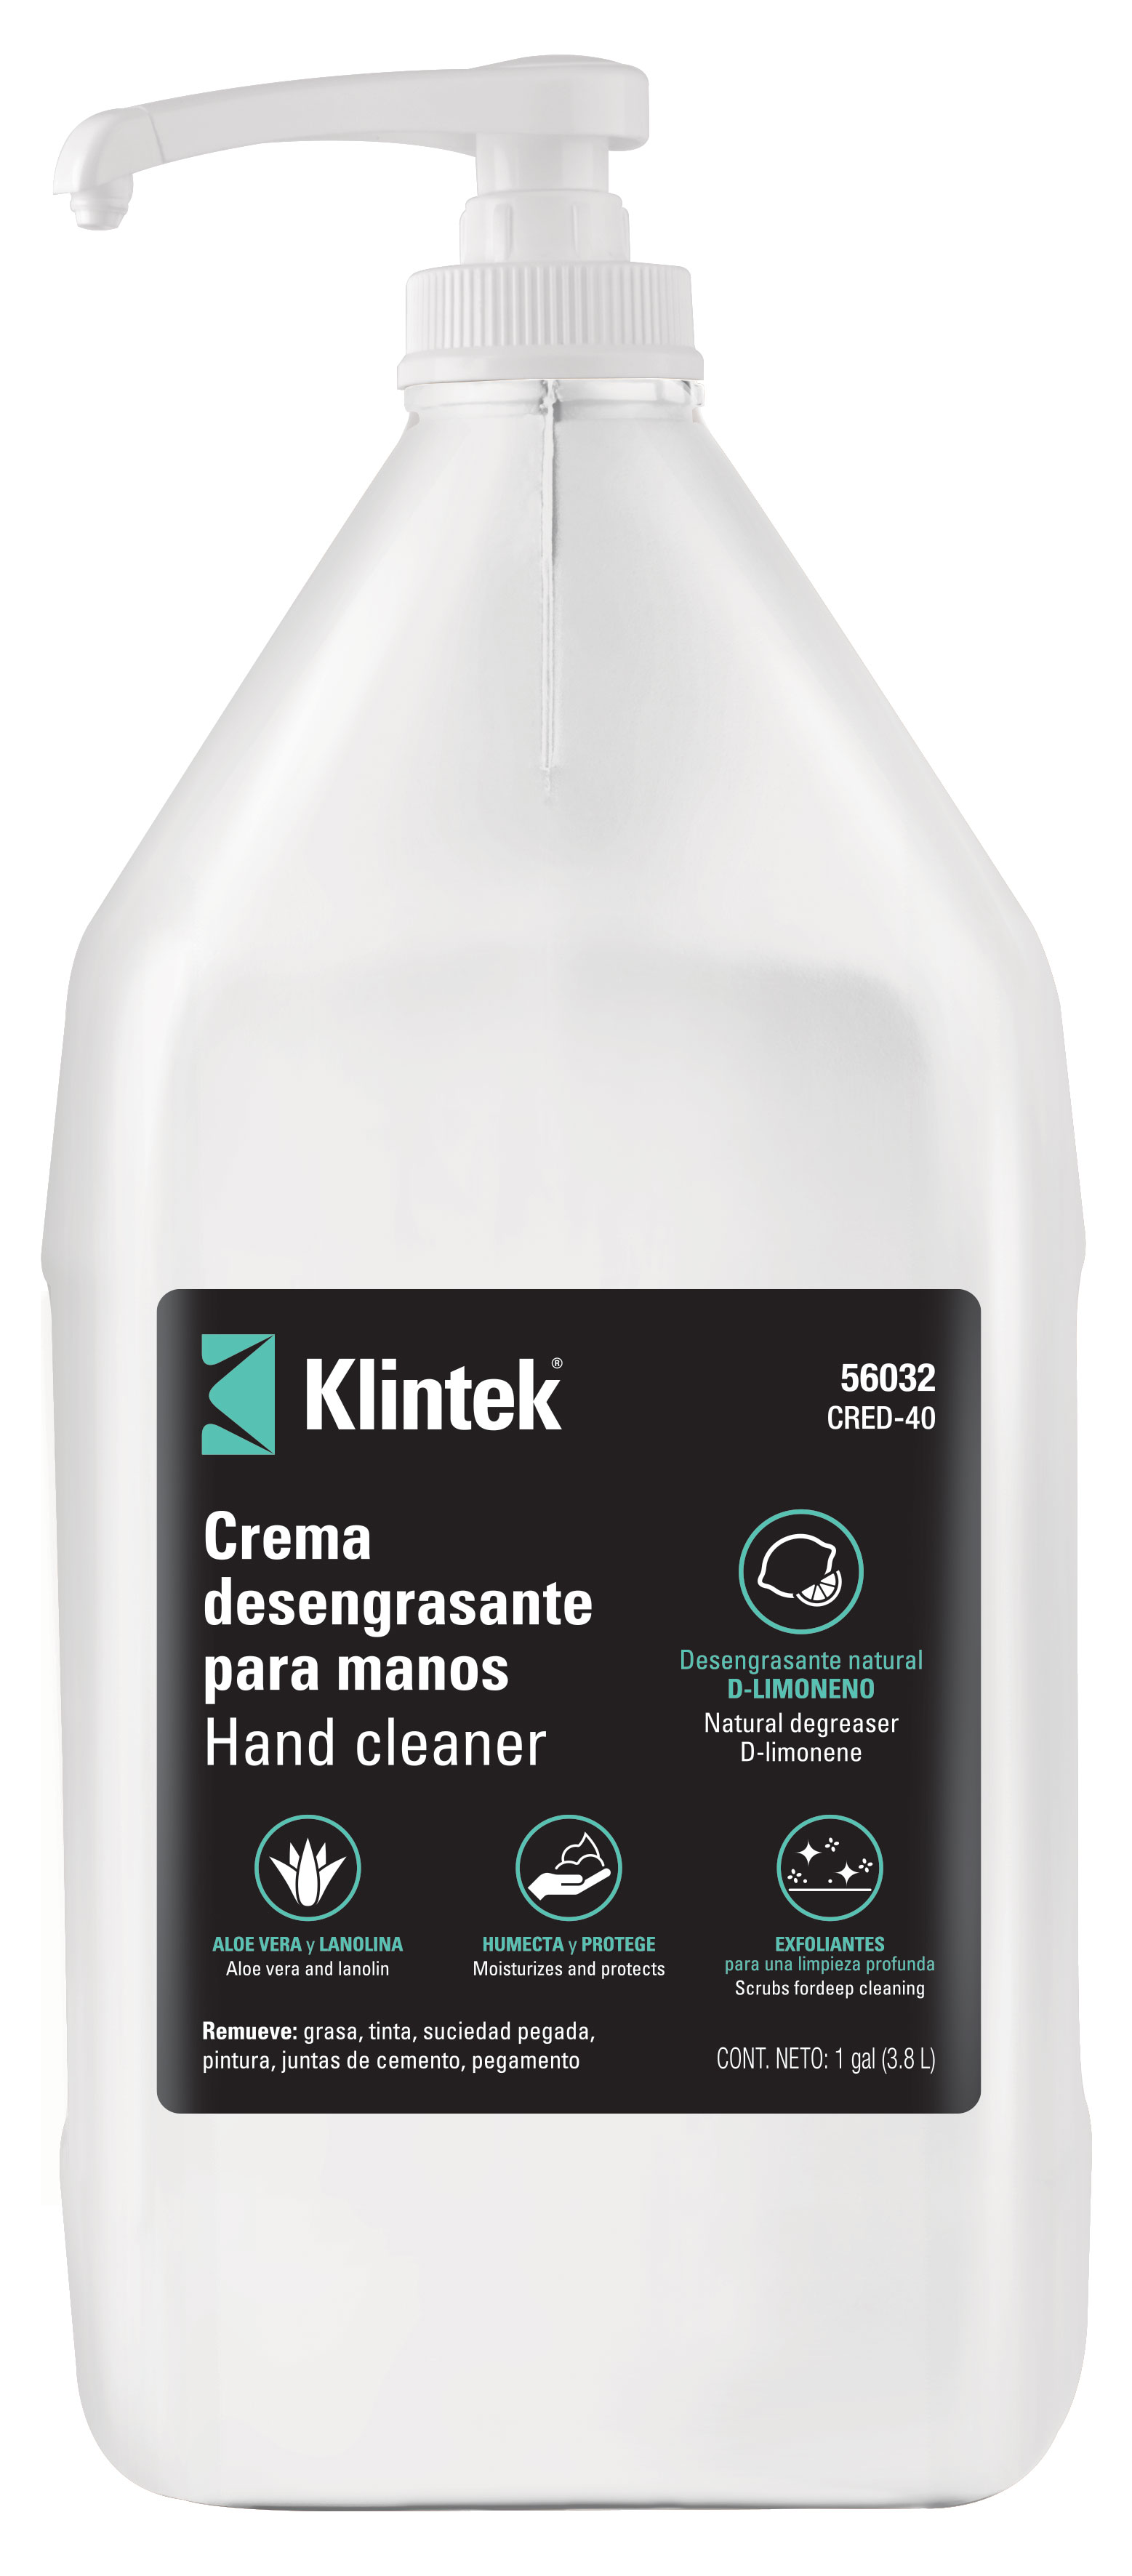 Klintek®
56032
CRED-40
Crema
desengrasante
para manos
Hand cleaner
Desengrasante natural
D-LIMONENO
Natural degreaser
D-limonene
ALOE VERA y LANOLINA
Aloe vera and lanolin
HUMECTA y PROTEGE
Moisturizes and protects
EXFOLIANTES
para una limpieza profunda
Scrubs fordeep cleaning
Remueve: grasa, tinta, suciedad pegada,
pintura, juntas de cemento, pegamento
CONT. NETO: 1 gal (3.8 L)